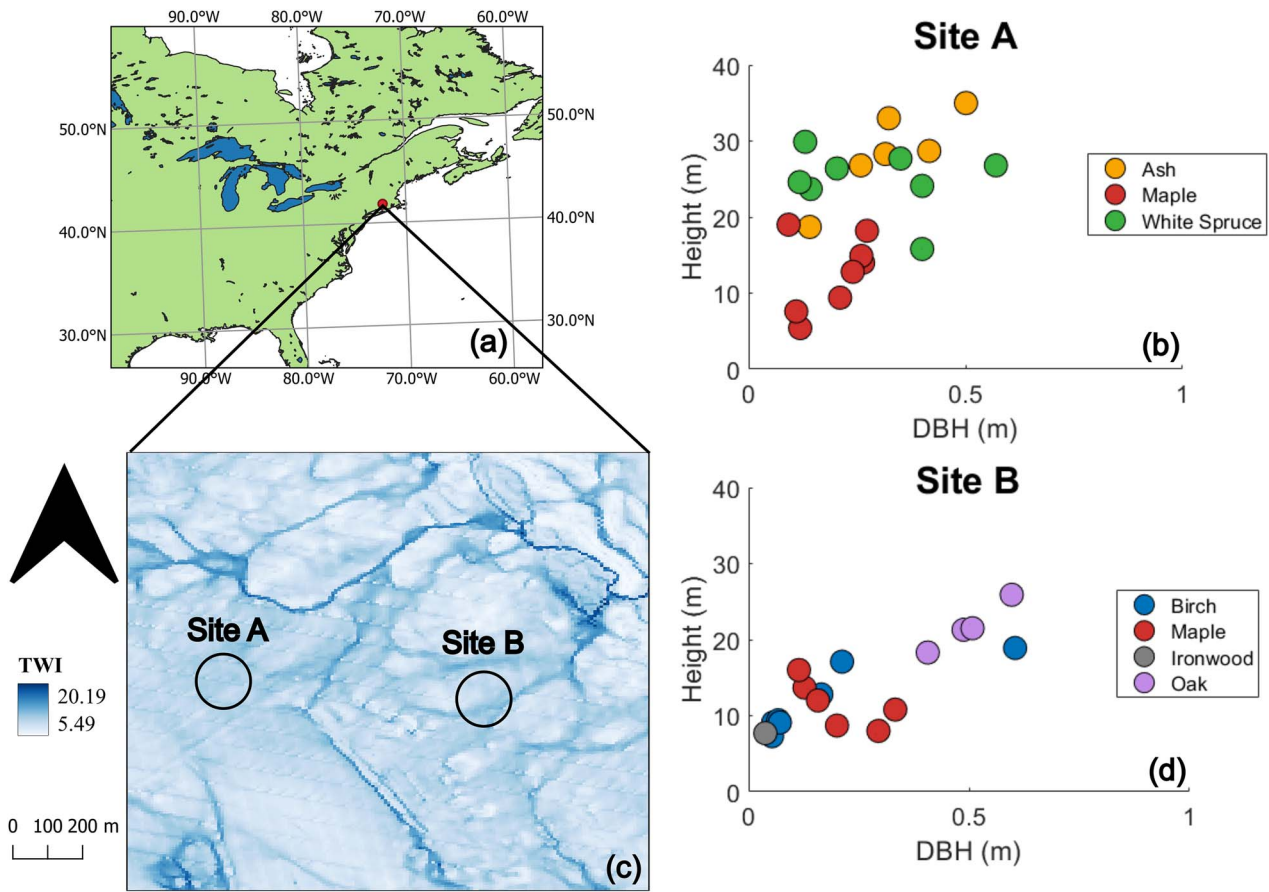 90.0°W 80.0°W 70.0°W 60.0°W
50.0°N 50.0°N
40.0°N 40.0°N
30.0°N 30.0°N
90.0°W 80.0°W 70.0°W 60.0°W
(a)
Site A
Height (m)
40
30
20
10
0
0 0.5 1
DBH (m)
Ash
Maple
White Spruce
(b)
Site A
Site B
TWI
20.19
5.49
0 100 200 m
(c)
Site B
Height (m)
40
30
20
10
0
0 0.5 1
DBH (m)
Birch
Maple
Ironwood
Oak
(d)